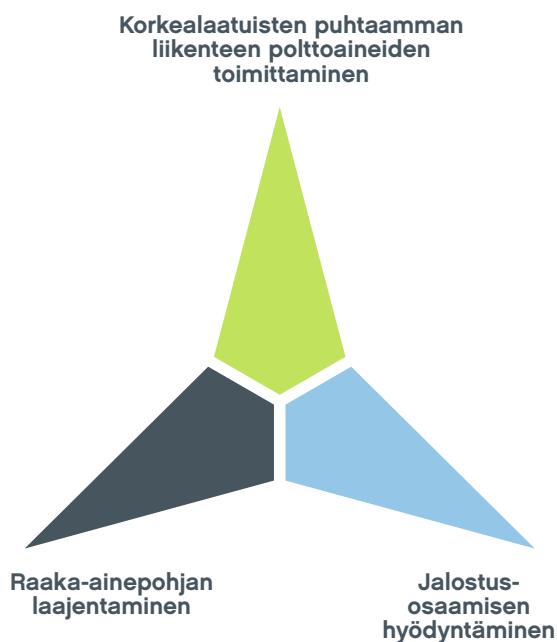 Korkealaatuisten puhtaamman
liikenteen polttoaineiden
toimittaminen
Raaka-ainepohjan
laajentaminen
Jalostus-
osaamisen
hyödyntäminen